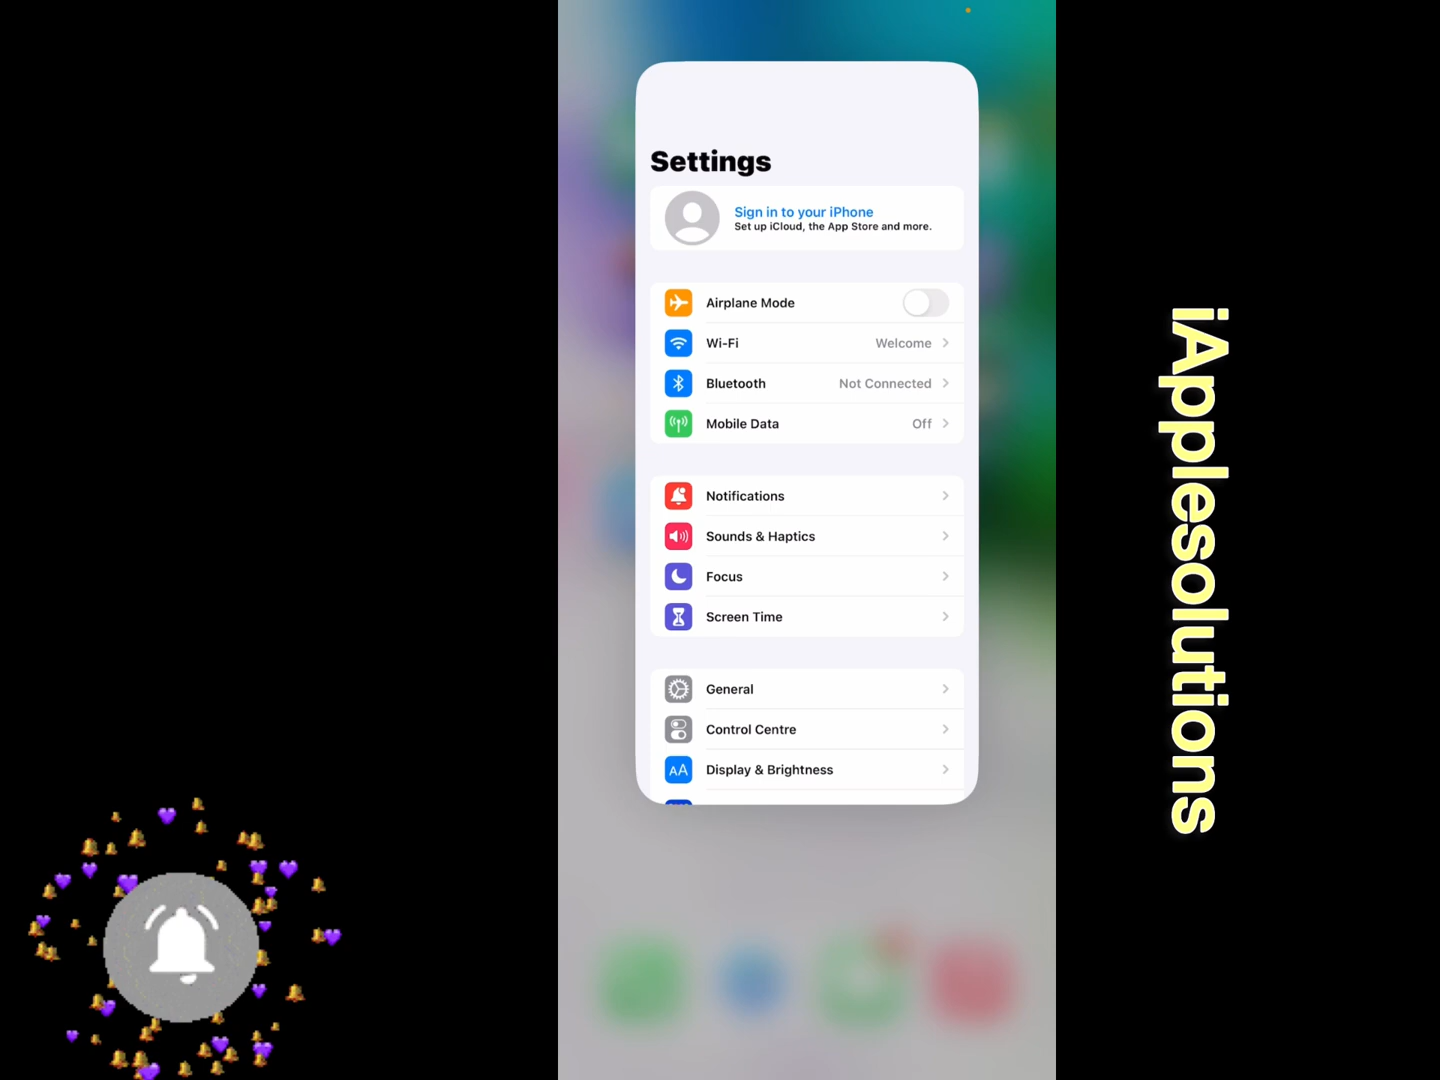 Settings
Sign in to your iPhone
Set up iCloud, the App Store and more.
Airplane Mode
Wi-Fi Welcome
Bluetooth Not Connected
Mobile Data Off
Notifications
Sounds & Haptics
Focus
Screen Time
General
Control Centre
AA Display & Brightness
iApplesolutions